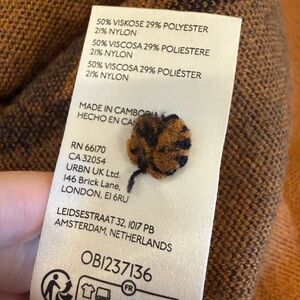 50% VISKOSE 29% POLYESTER
21% NYLON
50% VISCOSA 29% POLIESTERE
21% NYLON
50% VISCOSA 29% POLIÉSTER
21% NYLON
MADE IN
HECHO EN
RN 66170
CA 32054
URBN UK Ltd.
146 Brick Lane,
LONDON, E1 6RU
LEIDSESTRAAT 32, 1017 PB
AMSTERDAM, NETHERLANDS
OB1237136
FR